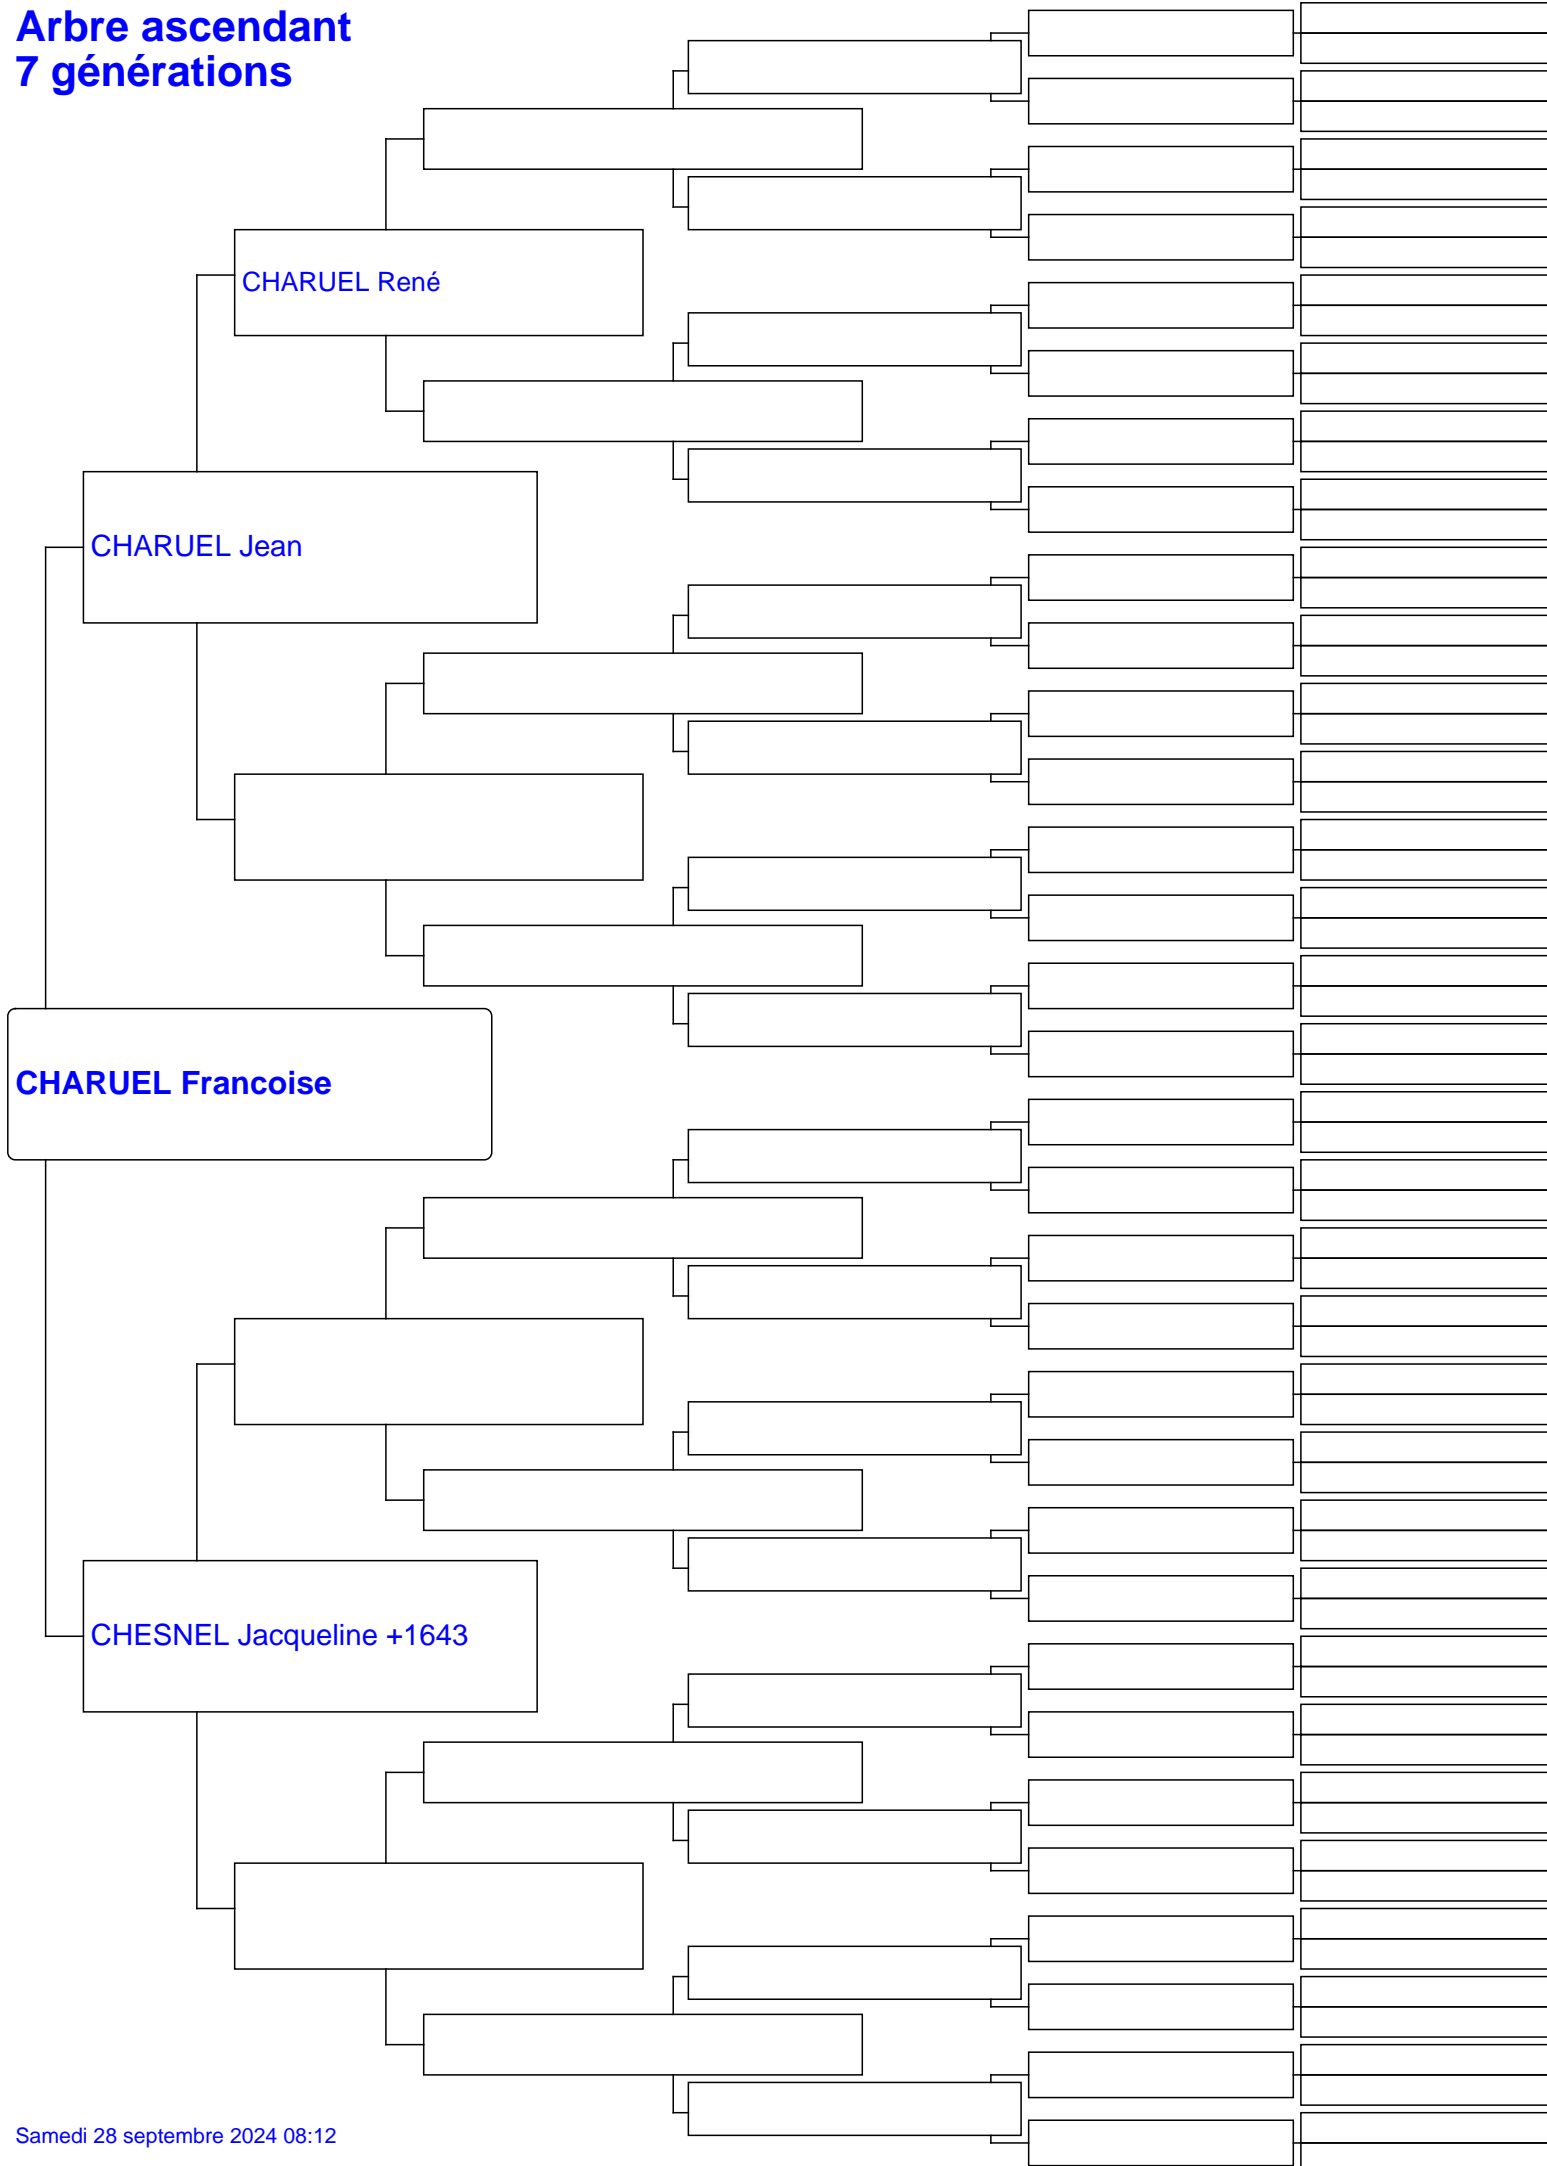 Arbre ascendant
7 générations
CHARUEL René
CHARUEL Jean
CHARUEL Francoise
CHESNEL Jacqueline +1643
Samedi 28 septembre 2024 08:12